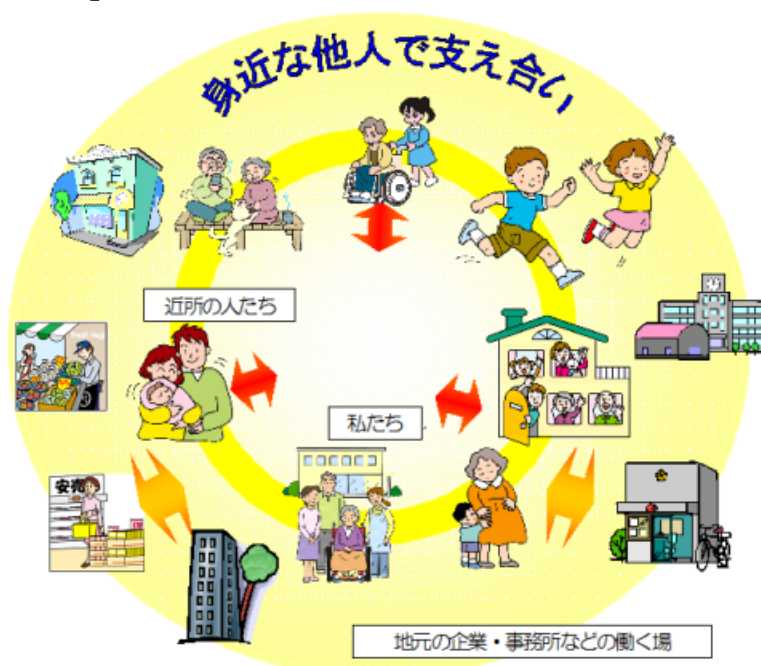 身近な他人で支え合い
近所の人たち
私たち
安売
地元の企業・事務所などの働く場